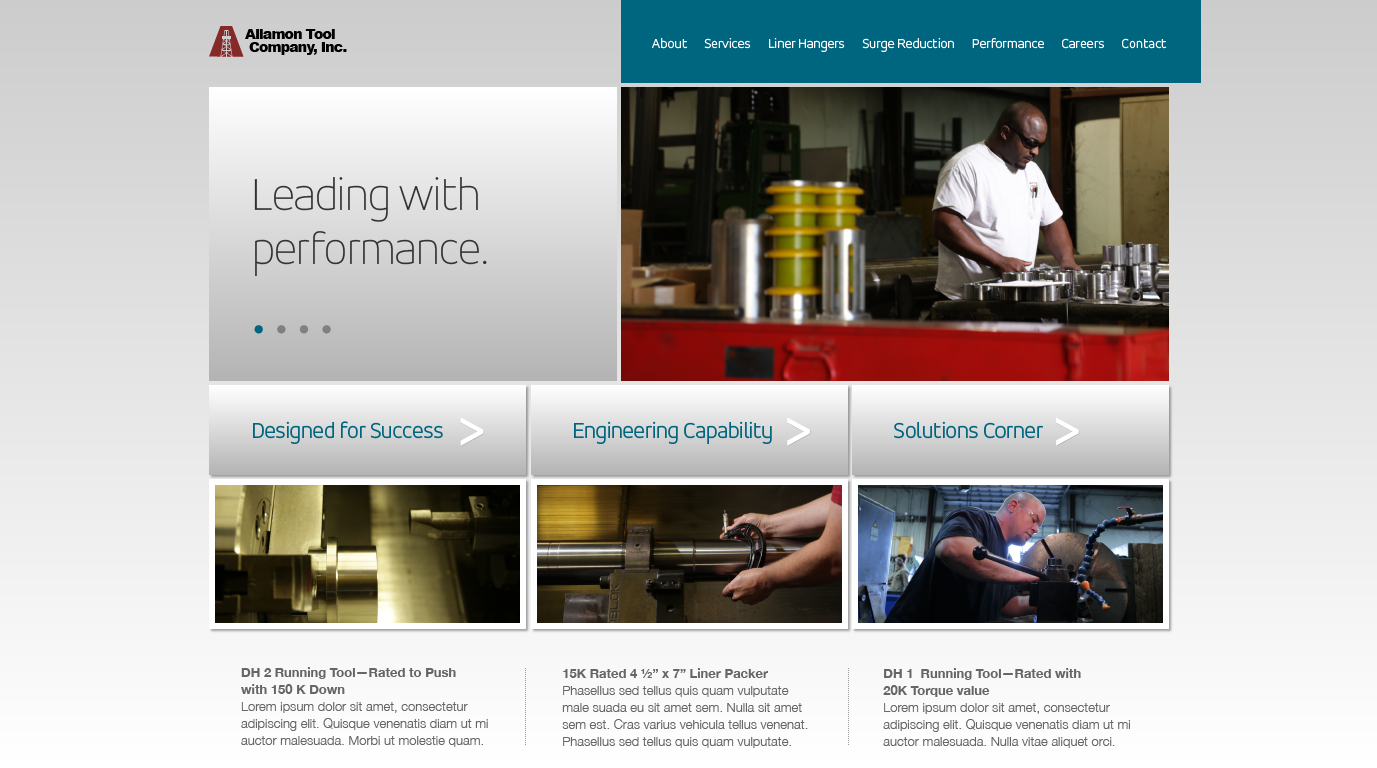 Allamon Tool
Company, Inc.
About Services Liner Hangers Surge Reduction Performance Careers Contact
Leading with
performance.
Designed for Success >
Engineering Capability >
Solutions Corner >
DH 2 Running Tool—Rated to Push
with 150 K Down
Lorem ipsum dolor sit amet, consectetur
adipiscing elit. Quisque venenatis diam ut mi
auctor malesuada. Morbi ut molestie quam.
15K Rated 4 ½” x 7” Liner Packer
Phasellus sed tellus quis quam vulputate
male suada eu sit amet sem. Nulla sit amet
sem est. Cras varius vehicula tellus venenat.
Phasellus sed tellus quis quam vulputate.
DH 1  Running Tool—Rated with
20K Torque value
Lorem ipsum dolor sit amet, consectetur
adipiscing elit. Quisque venenatis diam ut mi
auctor malesuada. Nulla vitae aliquet orci.